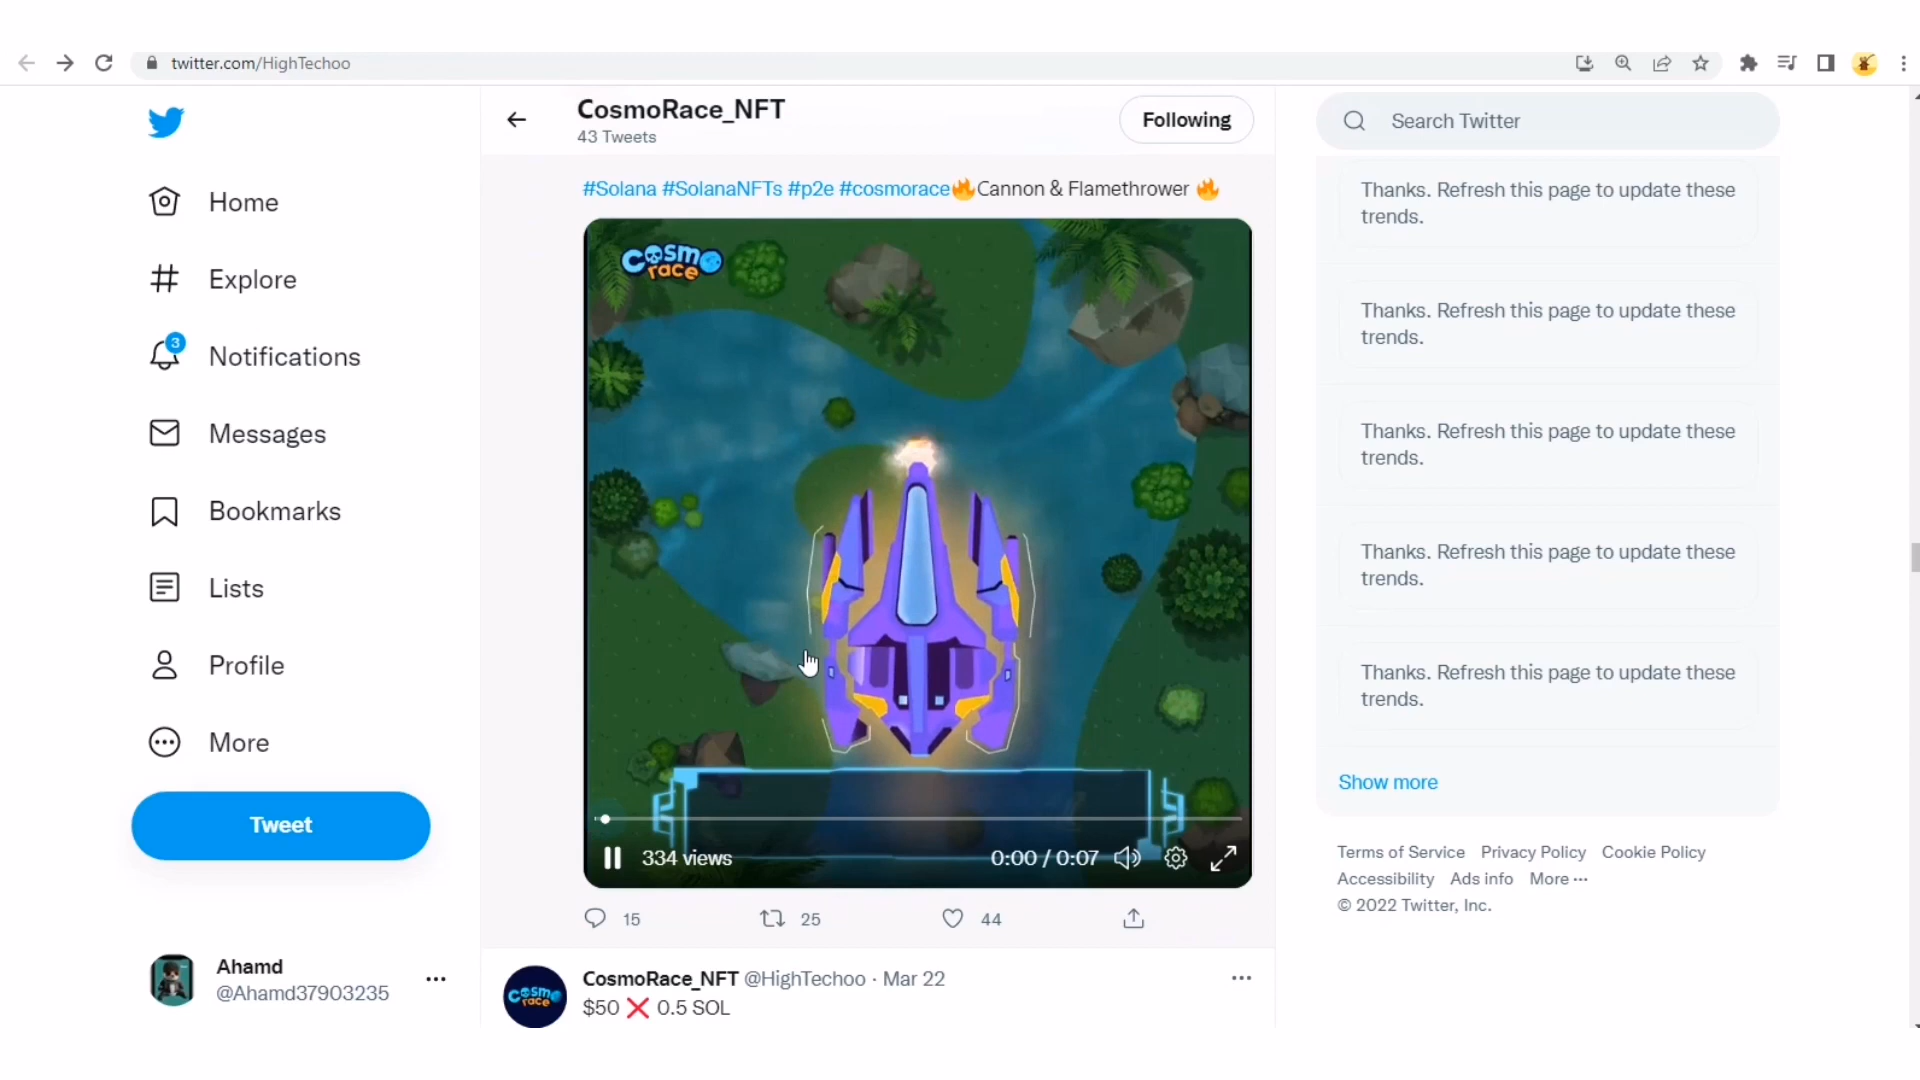 twitter.com/HighTechoo
Home
Explore
3
Notifications
Messages
Bookmarks
Lists
Profile
More
Tweet
Ahamd
@Ahamd37903235
CosmoRace_NFT
43 Tweets
Following
#Solana #SolanaNFTs #p2e #cosmorace🔥Cannon & Flamethrower 🔥
COSMO
race
334 views
0:00 / 0:07
15
25
44
COSMO
race
CosmoRace_NFT @HighTechoo · Mar 22
$50 ❌ 0.5 SOL
Search Twitter
Thanks. Refresh this page to update these
trends.
Thanks. Refresh this page to update these
trends.
Thanks. Refresh this page to update these
trends.
Thanks. Refresh this page to update these
trends.
Thanks. Refresh this page to update these
trends.
Show more
Terms of Service Privacy Policy Cookie Policy
Accessibility Ads info More ···
© 2022 Twitter, Inc.